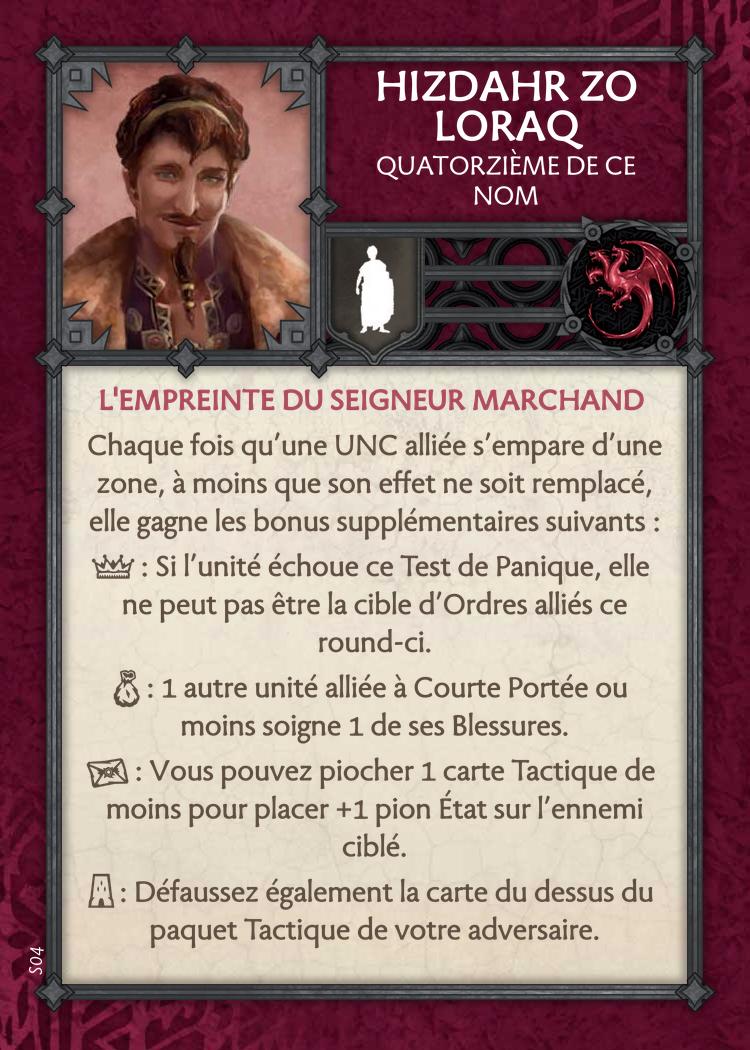 HIZDAHR ZO
LORAQ
QUATORZIÈME DE CE
NOM
L'EMPREINTE DU SEIGNEUR MARCHAND
Chaque fois qu’une UNC alliée s’empare d’une
zone, à moins que son effet ne soit remplacé,
elle gagne les bonus supplémentaires suivants :
: Si l’unité échoue ce Test de Panique, elle
ne peut pas être la cible d’Ordres alliés ce
round-ci.
: 1 autre unité alliée à Courte Portée ou
moins soigne 1 de ses Blessures.
: Vous pouvez piocher 1 carte Tactique de
moins pour placer +1 pion État sur l’ennemi
ciblé.
: Défaussez également la carte du dessus du
paquet Tactique de votre adversaire.
S04